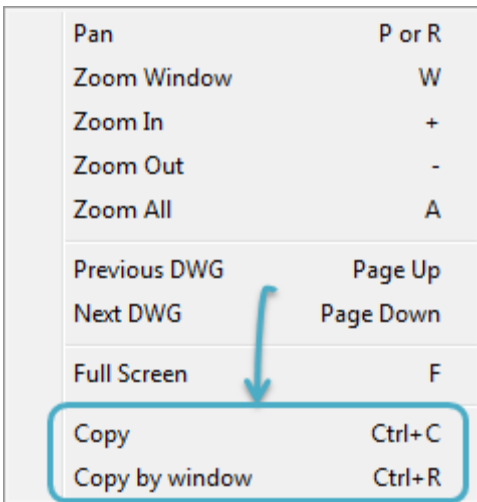 Pan P or R
Zoom Window W
Zoom In +
Zoom Out -
Zoom All A
Previous DWG Page Up
Next DWG Page Down
Full Screen F
Copy Ctrl+C
Copy by window Ctrl+R